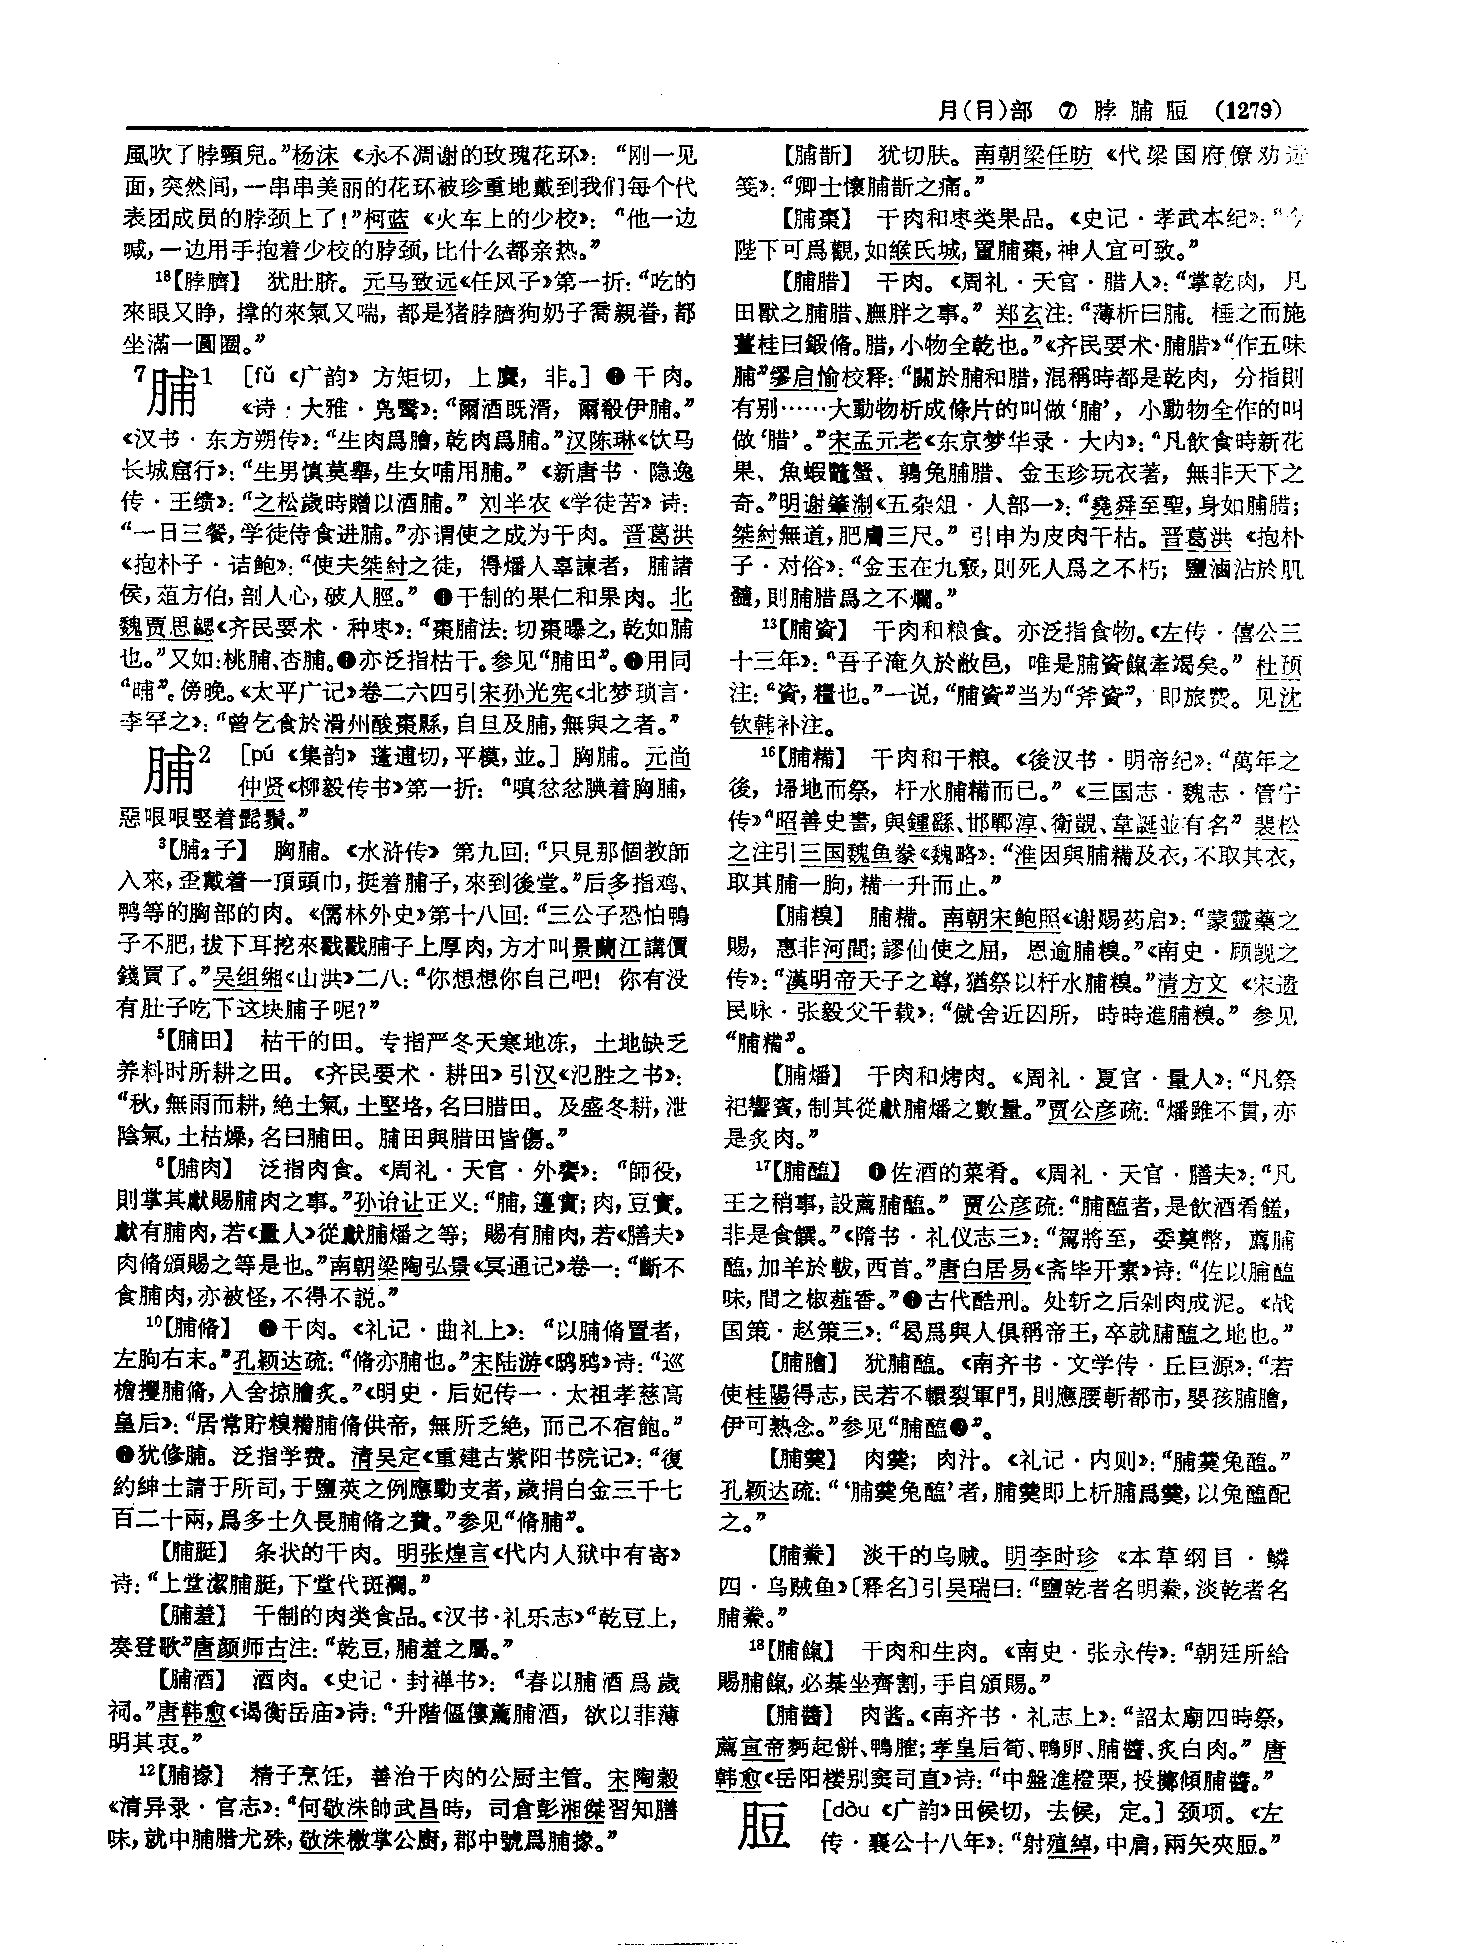 月(⺼)部 ⑦ 脖 脯 脰 (1279)
風吹了脖頸兒。”杨沫《永不凋谢的玫瑰花环》：“刚一见
面，突然间，一串串美丽的花环被珍重地戴到我们每个代
表团成员的脖颈上了！”柯蓝《火车上的少校》：“他一边
喊，一边用手抱着少校的脖颈，比什么都亲热。”
18【脖臍】 犹肚脐。元马致远《任风子》第一折：“吃的
來眼又睁，撑的來氣又喘，都是猪脖臍狗奶子喬親眷，都
坐滿一圓圈。”
7脯1 [fǔ《广韵》方矩切，上麌，非。]❶干肉。
《诗·大雅·凫鹥》：“爾酒既湑，爾殽伊脯。”
《汉书·东方朔传》：“生肉爲膾，乾肉爲脯。”汉陈琳《饮马
长城窟行》：“生男慎莫舉，生女哺用脯。”《新唐书·隐逸
传·王绩》：“之松歲時贈以酒脯。”刘半农《学徒苦》诗：
“一日三餐，学徒侍食进脯。”亦谓使之成为干肉。晋葛洪
《抱朴子·诘鲍》：“使夫桀紂之徒，得燔人辜諫者，脯諸
侯，菹方伯，剖人心，破人脛。”❷干制的果仁和果肉。北
魏贾思勰《齐民要术·种枣》：“棗脯法：切棗曝之，乾如脯
也。”又如：桃脯、杏脯。❸亦泛指枯干。参见“脯田”。❹用同
“晡”。傍晚。《太平广记》卷二六四引宋孙光宪《北梦琐言·
李罕之》：“曾乞食於滑州酸棗縣，自旦及脯，無與之者。”
脯2 [pú《集韵》蓬逋切，平模，並。]胸脯。元尚
仲贤《柳毅传书》第一折：“嗔忿忿腆着胸脯，
惡哏哏竪着髭鬚。”
3【脯2子】 胸脯。《水浒传》第九回：“只見那個教師
入來，歪戴着一頂頭巾，挺着脯子，來到後堂。”后多指鸡、
鸭等的胸部的肉。《儒林外史》第十八回：“三公子恐怕鴨
子不肥，拔下耳挖來戳戳脯子上厚肉，方才叫景蘭江講價
錢買了。”吴组缃《山洪》二八：“你想想你自己吧！你有没
有肚子吃下这块脯子呢？”
5【脯田】 枯干的田。专指严冬天寒地冻，土地缺乏
养料时所耕之田。《齐民要术·耕田》引汉《氾胜之书》：
“秋，無雨而耕，絶土氣，土堅垎，名曰腊田。及盛冬耕，泄
陰氣，土枯燥，名曰脯田。脯田與腊田皆傷。”
6【脯肉】 泛指肉食。《周礼·天官·外饔》：“師役，
則掌其獻賜脯肉之事。”孙诒让正义：“脯，籩實；肉，豆實。
獻有脯肉，若《量人》從獻脯燔之等；賜有脯肉，若《膳夫》
肉脩頒賜之等是也。”南朝梁陶弘景《冥通记》卷一：“斷不
食脯肉，亦被怪，不得不説。”
10【脯脩】 ❶干肉。《礼记·曲礼上》：“以脯脩置者，
左朐右末。”孔颖达疏：“脩亦脯也。”宋陆游《鸱鸦》诗：“巡
檐攫脯脩，入舍掠膾炙。”《明史·后妃传一·太祖孝慈高
皇后》：“居常貯糗糒脯脩供帝，無所乏絶，而己不宿飽。”
❷犹修脯。泛指学费。清吴定《重建古紫阳书院记》：“復
約紳士請于所司，于鹽莢之例應動支者，歲捐白金三千七
百二十兩，爲多士久長脯脩之費。”参见“脩脯”。
【脯脡】 条状的干肉。明张煌言《代内人狱中有寄》
诗：“上堂潔脯脡，下堂代斑斕。”
【脯羞】 干制的肉类食品。《汉书·礼乐志》“乾豆上，
奏登歌”唐颜师古注：“乾豆，脯羞之屬。”
【脯酒】 酒肉。《史记·封禅书》：“春以脯酒爲歲
祠。”唐韩愈《谒衡岳庙》诗：“升階傴僂薦脯酒，欲以菲薄
明其衷。”
12【脯掾】 精于烹饪，善治干肉的公厨主管。宋陶穀
《清异录·官志》：“何敬洙帥武昌時，司倉彭湘傑習知膳
味，就中脯腊尤殊，敬洙檄掌公廚，郡中號爲脯掾。”
【脯斮】 犹切肤。南朝梁任昉《代梁国府僚劝进
笺》：“卿士懷脯斮之痛。”
【脯棗】 干肉和枣类果品。《史记·孝武本纪》：“今
陛下可爲觀，如緱氏城，置脯棗，神人宜可致。”
【脯腊】 干肉。《周礼·天官·腊人》：“掌乾肉，凡
田獸之脯腊、膴胖之事。”郑玄注：“薄析曰脯。棰之而施
薑桂曰鍛脩。腊，小物全乾也。”《齐民要术·脯腊》“作五味
脯”缪启愉校释：“關於脯和腊，混稱時都是乾肉，分指則
有别……大動物析成條片的叫做‘脯’，小動物全作的叫
做‘腊’。”宋孟元老《东京梦华录·大内》：“凡飲食時新花
果、魚蝦鼈蟹、鶉兔脯腊、金玉珍玩衣著，無非天下之
奇。”明谢肇淛《五杂俎·人部一》：“堯舜至聖，身如脯腊；
桀紂無道，肥膚三尺。”引申为皮肉干枯。晋葛洪《抱朴
子·对俗》：“金玉在九竅，則死人爲之不朽；鹽滷沾於肌
髓，則脯腊爲之不爛。”
13【脯資】 干肉和粮食。亦泛指食物。《左传·僖公三
十三年》：“吾子淹久於敝邑，唯是脯資餼牽竭矣。”杜预
注：“資，糧也。”一说，“脯資”当为“斧資”，即旅费。见沈
钦韩补注。
16【脯糒】 干肉和干粮。《後汉书·明帝纪》：“萬年之
後，埽地而祭，杅水脯糒而已。”《三国志·魏志·管宁
传》“昭善史書，與鍾繇、邯鄲淳、衛覬、韋誕並有名”裴松
之注引三国魏鱼豢《魏略》：“淮因與脯糒及衣，不取其衣，
取其脯一朐，糒一升而止。”
【脯糗】 脯糒。南朝宋鲍照《谢赐药启》：“蒙靈藥之
賜，惠非河間；謬仙使之屈，恩逾脯糗。”《南史·顾觊之
传》：“漢明帝天子之尊，猶祭以杅水脯糗。”清方文《宋遗
民咏·张毅父千载》：“僦舍近囚所，時時進脯糗。”参见
“脯糒”。
【脯燔】 干肉和烤肉。《周礼·夏官·量人》：“凡祭
祀饗賓，制其從獻脯燔之數量。”贾公彦疏：“燔雖不貫，亦
是炙肉。”
17【脯醢】 ❶佐酒的菜肴。《周礼·天官·膳夫》：“凡
王之稍事，設薦脯醢。”贾公彦疏：“脯醢者，是飲酒肴羞，
非是食饌。”《隋书·礼仪志三》：“駕將至，委奠幣，薦脯
醢，加羊於軷，西首。”唐白居易《斋毕开素》诗：“佐以脯醢
味，間之椒薤香。”❷古代酷刑。处斩之后剁肉成泥。《战
国策·赵策三》：“曷爲與人俱稱帝王，卒就脯醢之地也。”
【脯膾】 犹脯醢。《南齐书·文学传·丘巨源》：“若
使桂陽得志，民若不轘裂軍門，則應腰斬都市，嬰孩脯膾，
伊可熟念。”参见“脯醢❷”。
【脯羹】 肉羹；肉汁。《礼记·内则》：“脯羹兔醢。”
孔颖达疏：“‘脯羹兔醢’者，脯羹即上析脯爲羹，以兔醢配
之。”
【脯鮝】 淡干的乌贼。明李时珍《本草纲目·鳞
四·乌贼鱼》〔释名〕引吴瑞曰：“鹽乾者名明鮝，淡乾者名
脯鮝。”
18【脯餼】 干肉和生肉。《南史·张永传》：“朝廷所給
賜脯餼，必棊坐齊割，手自頒賜。”
【脯醬】 肉酱。《南齐书·礼志上》：“詔太廟四時祭，
薦宣帝麪起餅、鴨臛；孝皇后筍、鴨卵、脯醬、炙白肉。”唐
韩愈《岳阳楼别窦司直》诗：“中盤進橙栗，投擲傾脯醬。”
脰 [dòu《广韵》田候切，去候，定。]颈项。《左
传·襄公十八年》：“射殖綽，中肩，兩矢夾脰。”